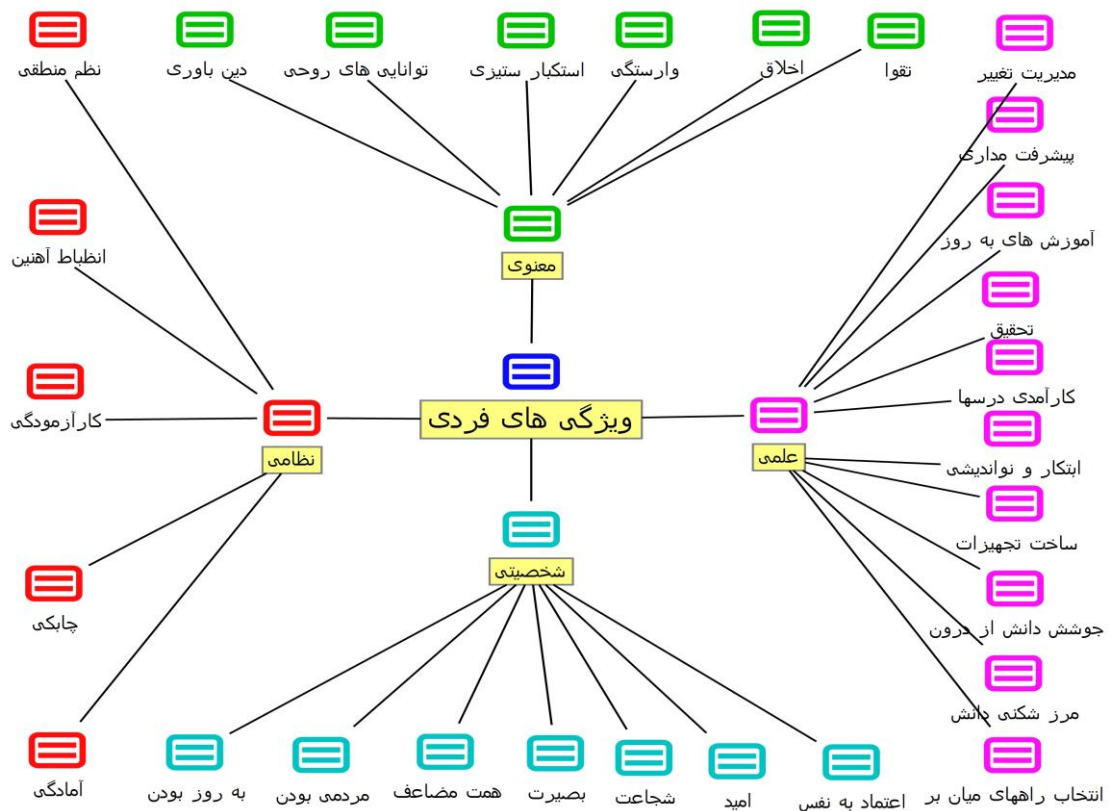 مدیریت تغییر
تقوا
اخلاق
وارستگی
استکبار ستیزی
توانایی های روحی
دین باوری
نظم منطقی
پیشرفت مداری
آموزش های به روز
انظباط آهنین
معنوی
تحقیق
کارآمدی درسها
ویژگی های فردی
کارآزمودگی
علمی
نظامی
ابتکار و نواندیشی
ساخت تجهیزات
شخصیتی
جوشش دانش از درون
چابکی
مرز شکنی دانش
انتخاب راههای میان بر
اعتماد به نفس
امید
شجاعت
بصیرت
همت مضاعف
مردمی بودن
به روز بودن
آمادگی